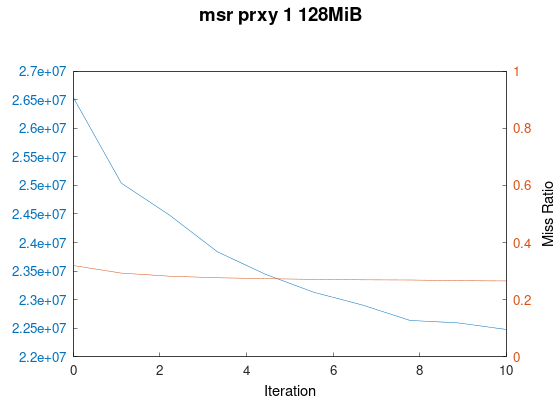 msr prxy 1 128MiB
2.7e+07
2.65e+07
2.6e+07
2.55e+07
2.5e+07
2.45e+07
2.4e+07
2.35e+07
2.3e+07
2.25e+07
2.2e+07
1
0.8
0.6
0.4
0.2
0
Miss Ratio
0 2 4 6 8 10
Iteration